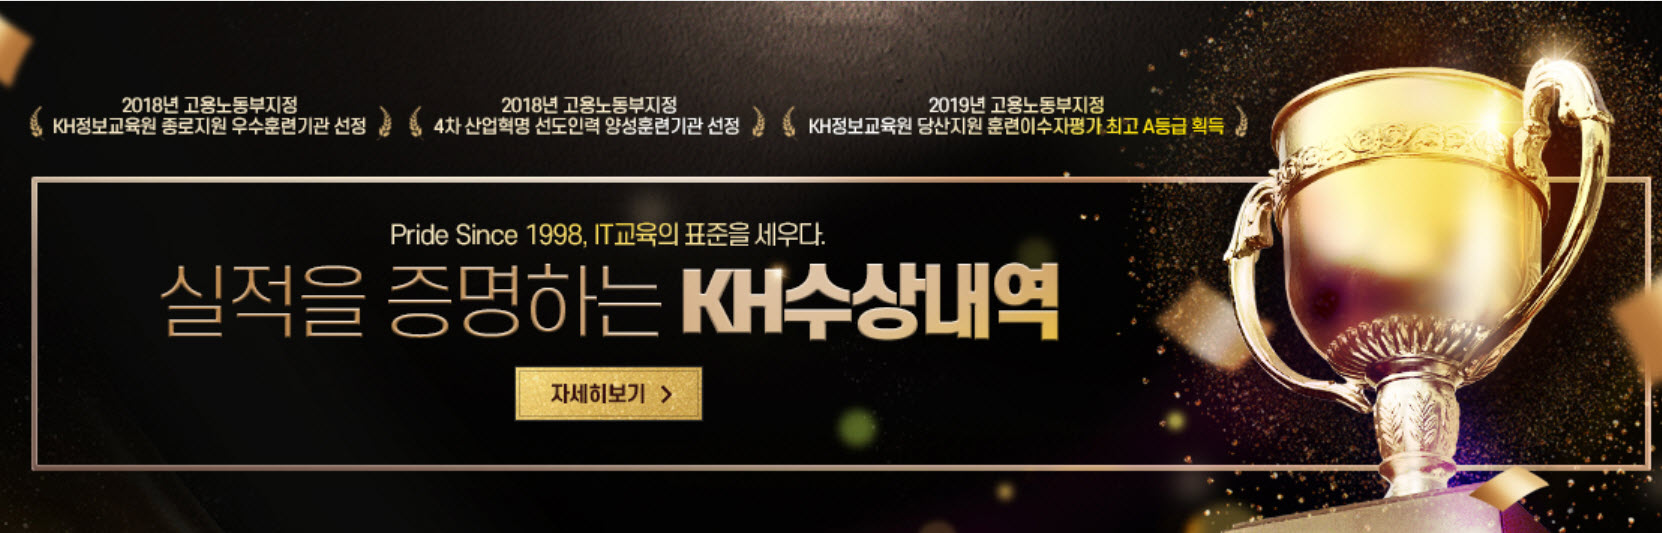 2018년 고용노동부지정
KH정보교육원 종로지원 우수훈련기관 선정
2018년 고용노동부지정
4차 산업혁명 선도인력 양성훈련기관 선정
2019년 고용노동부지정
KH정보교육원 당산지원 훈련이수자평가 최고 A등급 획득
Pride Since 1998, IT교육의 표준을 세우다.
실적을 증명하는 KH수상내역
자세히보기 >